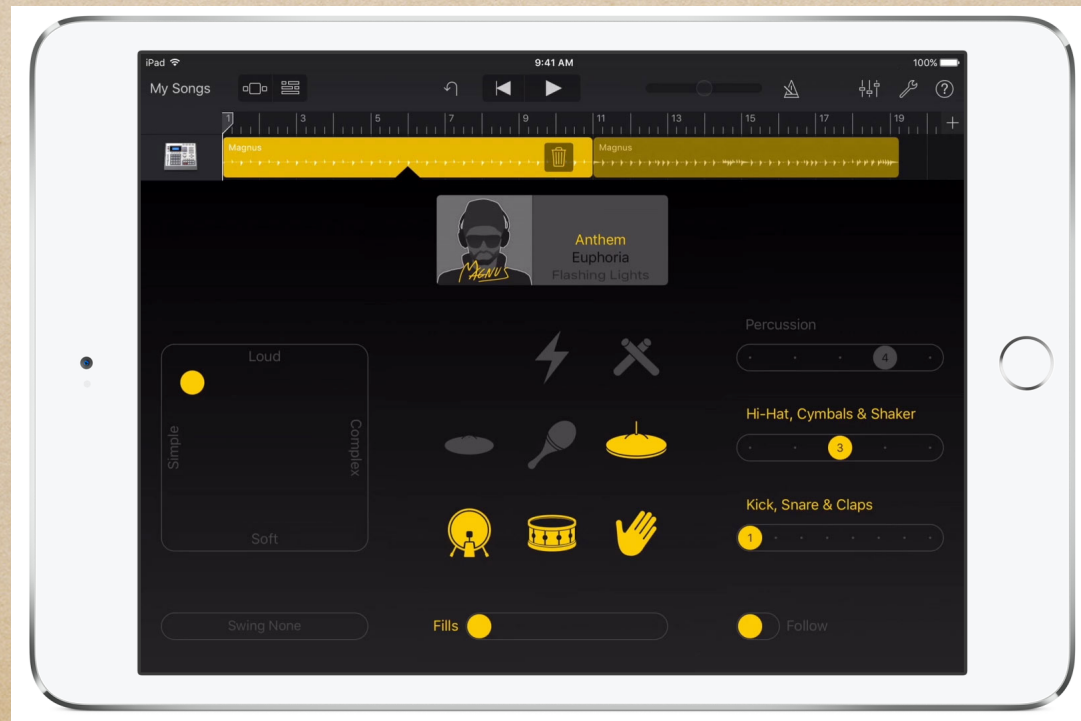 iPad 9:41 AM 100%
My Songs ?
1 3 5 7 9 11 13 15 17 19 +
Magnus Magnus
MAGNUS
Anthem
Euphoria
Flashing Lights
Percussion
4
Loud
Simple
Complex
Soft
Hi-Hat, Cymbals & Shaker
3
Kick, Snare & Claps
1
Swing None Fills Follow